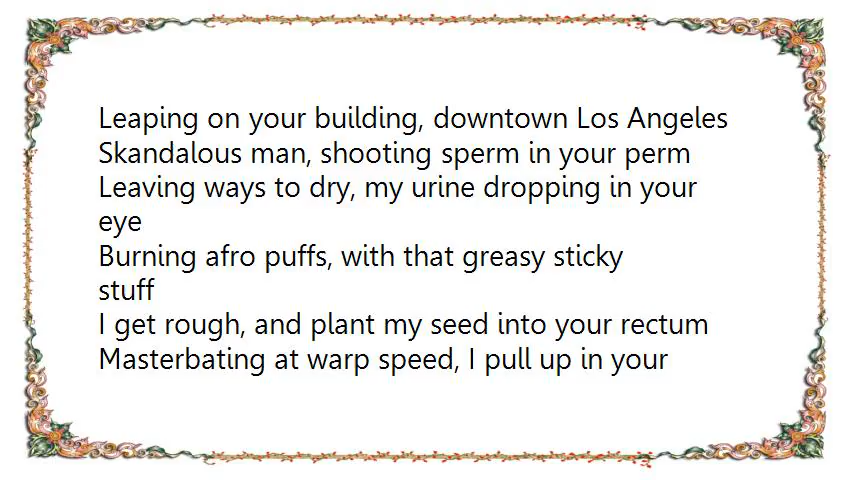 Leaping on your building, downtown Los Angeles
Skandalous man, shooting sperm in your perm
Leaving ways to dry, my urine dropping in your
eye
Burning afro puffs, with that greasy sticky
stuff
I get rough, and plant my seed into your rectum
Masterbating at warp speed, I pull up in your